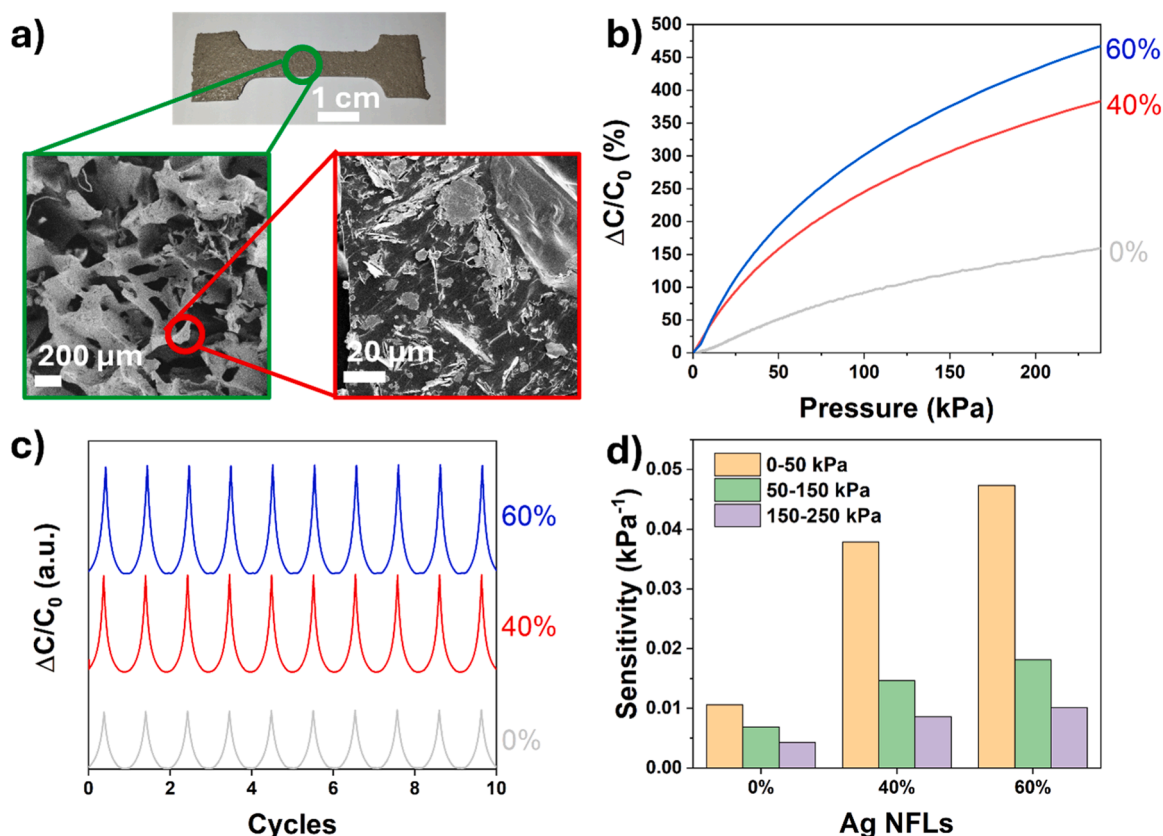 a)
1 cm
200 µm
20 µm
b)
ΔC/C₀ (%)
500
450
400
350
300
250
200
150
100
50
0
0 50 100 150 200
Pressure (kPa)
60%
40%
0%
c)
ΔC/C₀ (a.u.)
60%
40%
0%
0 2 4 6 8 10
Cycles
d)
Sensitivity (kPa⁻¹)
0.05
0.04
0.03
0.02
0.01
0.00
0-50 kPa
50-150 kPa
150-250 kPa
0% 40% 60%
Ag NFLs